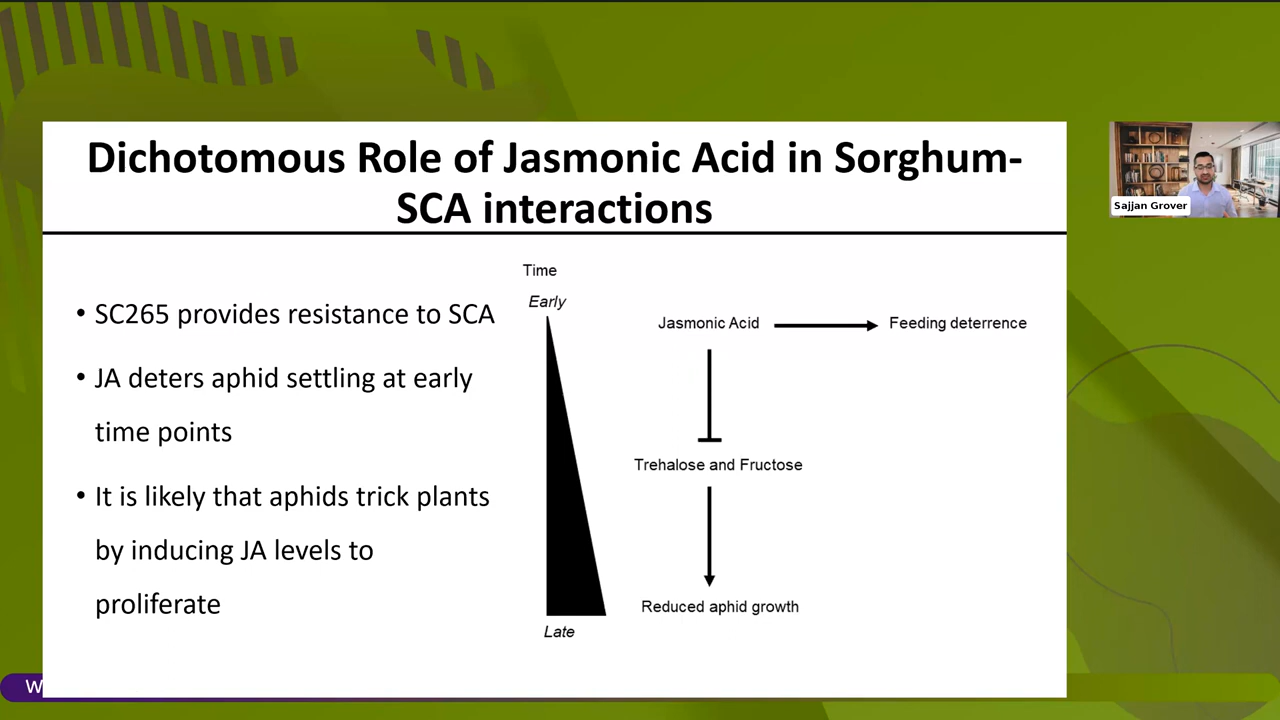 Dichotomous Role of Jasmonic Acid in Sorghum-
SCA interactions
• SC265 provides resistance to SCA
• JA deters aphid settling at early
time points
• It is likely that aphids trick plants
by inducing JA levels to
proliferate
Time
Early
Jasmonic Acid
Feeding deterrence
Trehalose and Fructose
Reduced aphid growth
Late
Sajjan Grover
W